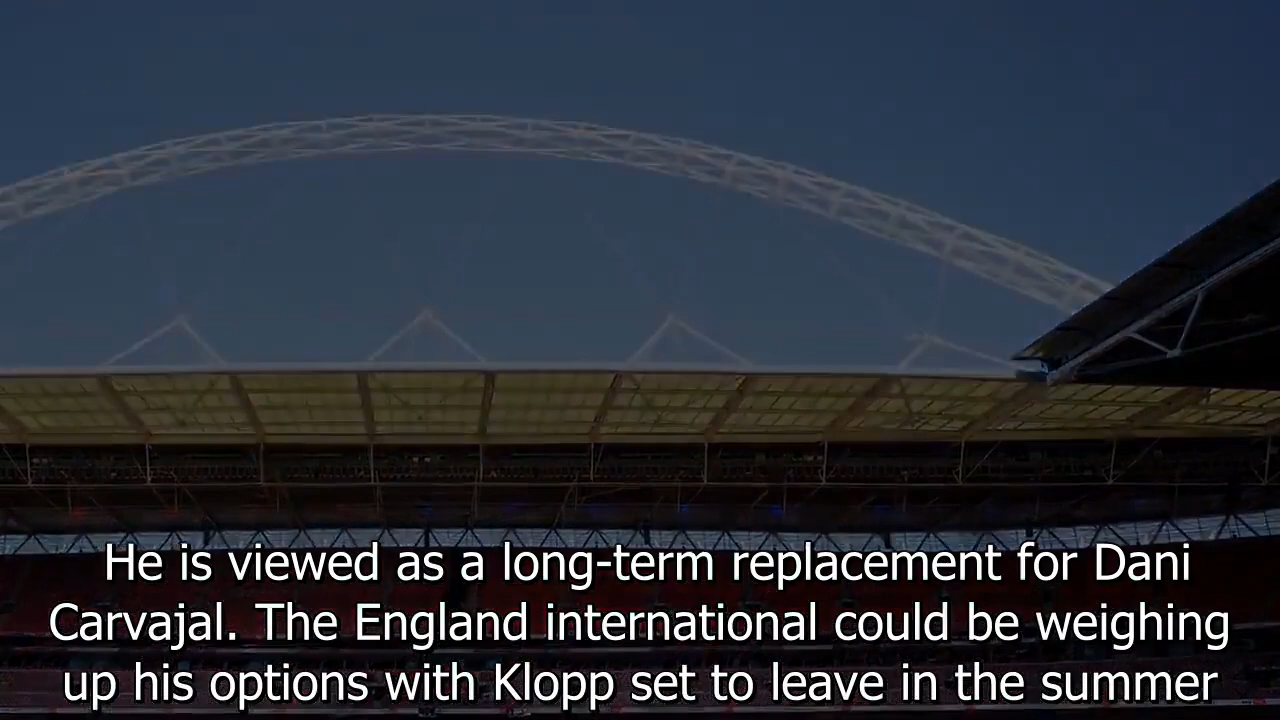 He is viewed as a long-term replacement for Dani
Carvajal. The England international could be weighing
up his options with Klopp set to leave in the summer